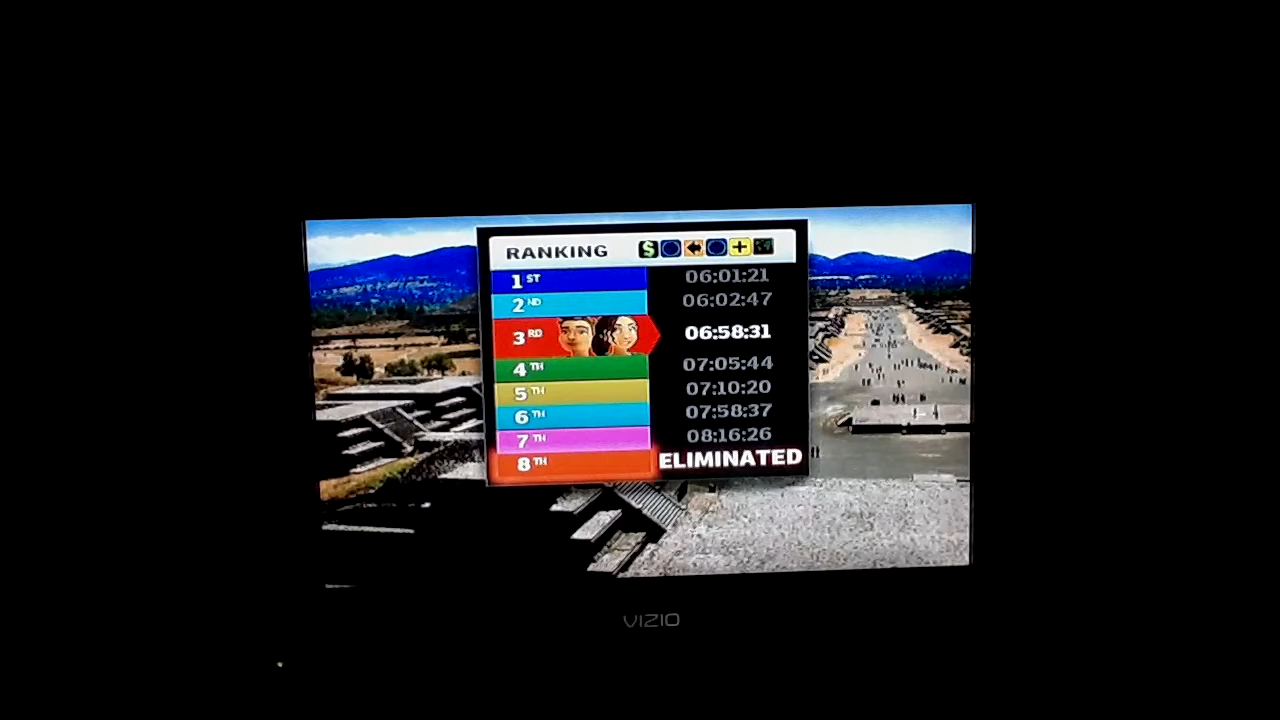 RANKING $
1ST 06:01:21
2ND 06:02:47
3RD 06:58:31
4TH 07:05:44
5TH 07:10:20
6TH 07:58:37
7TH 08:16:26
8TH ELIMINATED
VIZIO